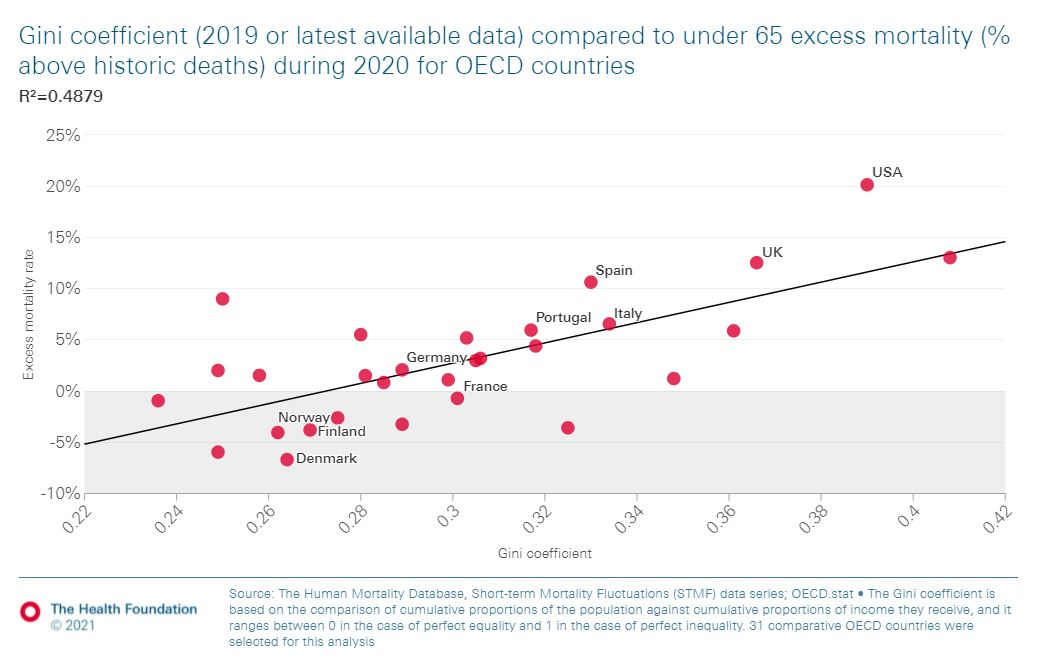 Gini coefficient (2019 or latest available data) compared to under 65 excess mortality (%
above historic deaths) during 2020 for OECD countries
R²=0.4879
25%
20%
15%
10%
5%
0%
-5%
-10%
Excess mortality rate
USA
UK
Spain
Portugal
Italy
Germany
France
Norway
Finland
Denmark
0.22
0.24
0.26
0.28
0.3
0.32
0.34
0.36
0.38
0.4
0.42
Gini coefficient
The Health Foundation
© 2021
Source: The Human Mortality Database, Short-term Mortality Fluctuations (STMF) data series; OECD.stat • The Gini coefficient is
based on the comparison of cumulative proportions of the population against cumulative proportions of income they receive, and it
ranges between 0 in the case of perfect equality and 1 in the case of perfect inequality. 31 comparative OECD countries were
selected for this analysis